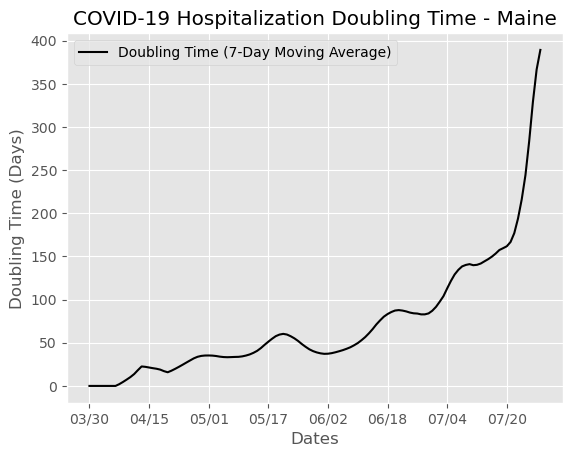 COVID-19 Hospitalization Doubling Time - Maine
Doubling Time (7-Day Moving Average)
Doubling Time (Days)
400
350
300
250
200
150
100
50
0
03/30 04/15 05/01 05/17 06/02 06/18 07/04 07/20
Dates